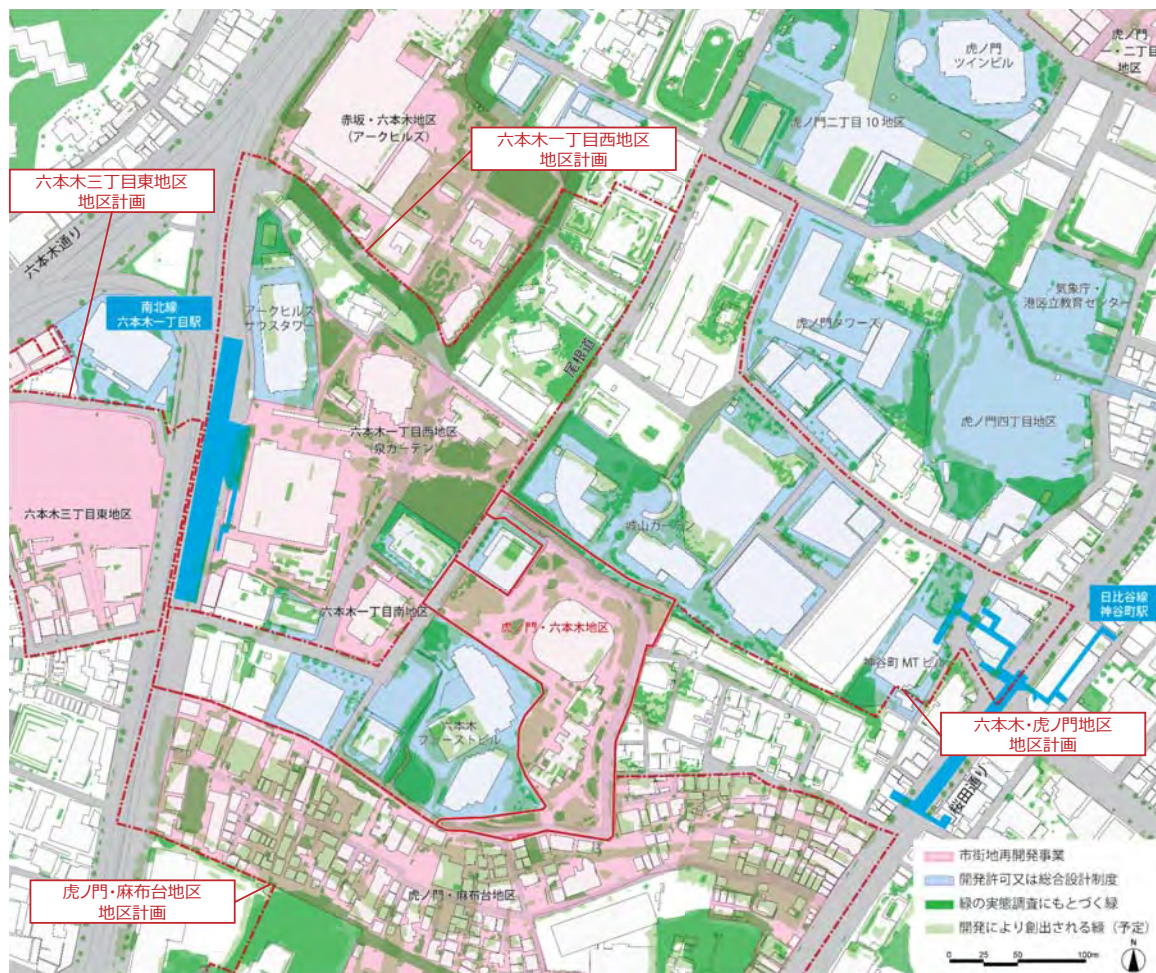 虎ノ門
一・二丁目
地区
虎ノ門
ツインビル
赤坂・六本木地区
（アークヒルズ）
虎ノ門二丁目10地区
六本木一丁目西地区
地区計画
六本木三丁目東地区
地区計画
六本木通り
南北線
六本木一丁目駅
アークヒルズ
サウスタワー
気象庁・
港区立教育センター
虎ノ門タワーズ
尾根道
虎ノ門四丁目地区
六本木一丁目西地区
（泉ガーデン）
六本木三丁目東地区
城山ガーデン
六本木一丁目南地区
虎ノ門・六本木地区
日比谷線
神谷町駅
神谷町MTビル
六本木・虎ノ門地区
地区計画
六本木
ファーストビル
桜田通り
虎ノ門・麻布台地区
地区計画
虎ノ門・麻布台地区
市街地再開発事業
開発許可又は総合設計制度
緑の実態調査にもとづく緑
開発により創出される緑（予定）
0 25 50 100m
N